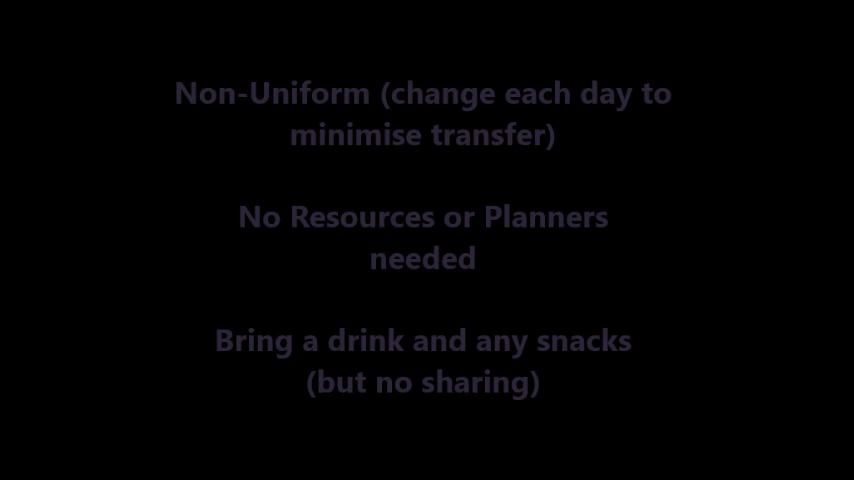 Non-Uniform (change each day to
minimise transfer)
No Resources or Planners
needed
Bring a drink and any snacks
(but no sharing)